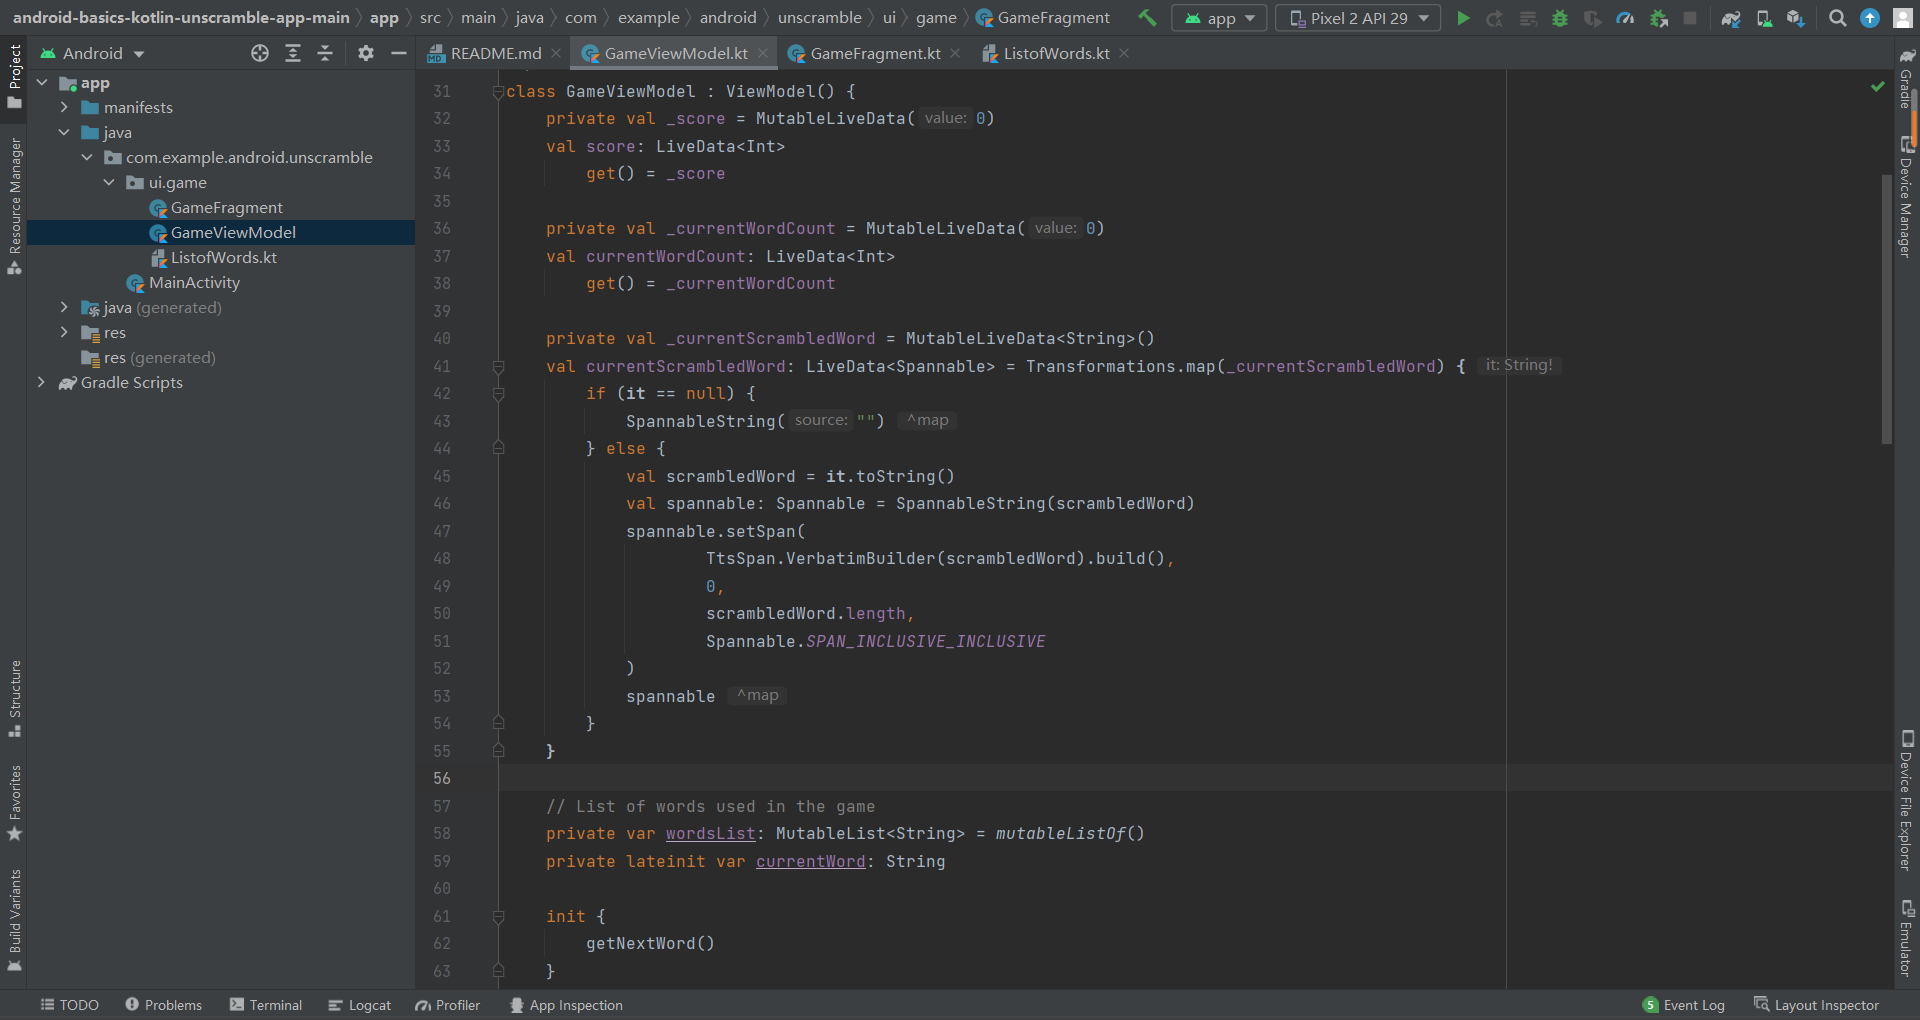 android-basics-kotlin-unscramble-app-main app src main java com example android unscramble ui game GameFragment app Pixel 2 API 29
Android README.md GameViewModel.kt GameFragment.kt ListofWords.kt
Project
Resource Manager
Structure
Favorites
Build Variants
app
manifests
java
com.example.android.unscramble
ui.game
GameFragment
GameViewModel
ListofWords.kt
MainActivity
java (generated)
res
res (generated)
Gradle Scripts
31 class GameViewModel : ViewModel() {
32 private val _score = MutableLiveData( value: 0)
33 val score: LiveData<Int>
34 get() = _score
35
36 private val _currentWordCount = MutableLiveData( value: 0)
37 val currentWordCount: LiveData<Int>
38 get() = _currentWordCount
39
40 private val _currentScrambledWord = MutableLiveData<String>()
41 val currentScrambledWord: LiveData<Spannable> = Transformations.map(_currentScrambledWord) { it: String!
42 if (it == null) {
43 SpannableString( source: "") ^map
44 } else {
45 val scrambledWord = it.toString()
46 val spannable: Spannable = SpannableString(scrambledWord)
47 spannable.setSpan(
48 TtsSpan.VerbatimBuilder(scrambledWord).build(),
49 0,
50 scrambledWord.length,
51 Spannable.SPAN_INCLUSIVE_INCLUSIVE
52 )
53 spannable ^map
54 }
55 }
56
57 // List of words used in the game
58 private var wordsList: MutableList<String> = mutableListOf()
59 private lateinit var currentWord: String
60
61 init {
62 getNextWord()
63 }
Gradle
Device Manager
Device File Explorer
Emulator
TODO Problems Terminal Logcat Profiler App Inspection 5 Event Log Layout Inspector